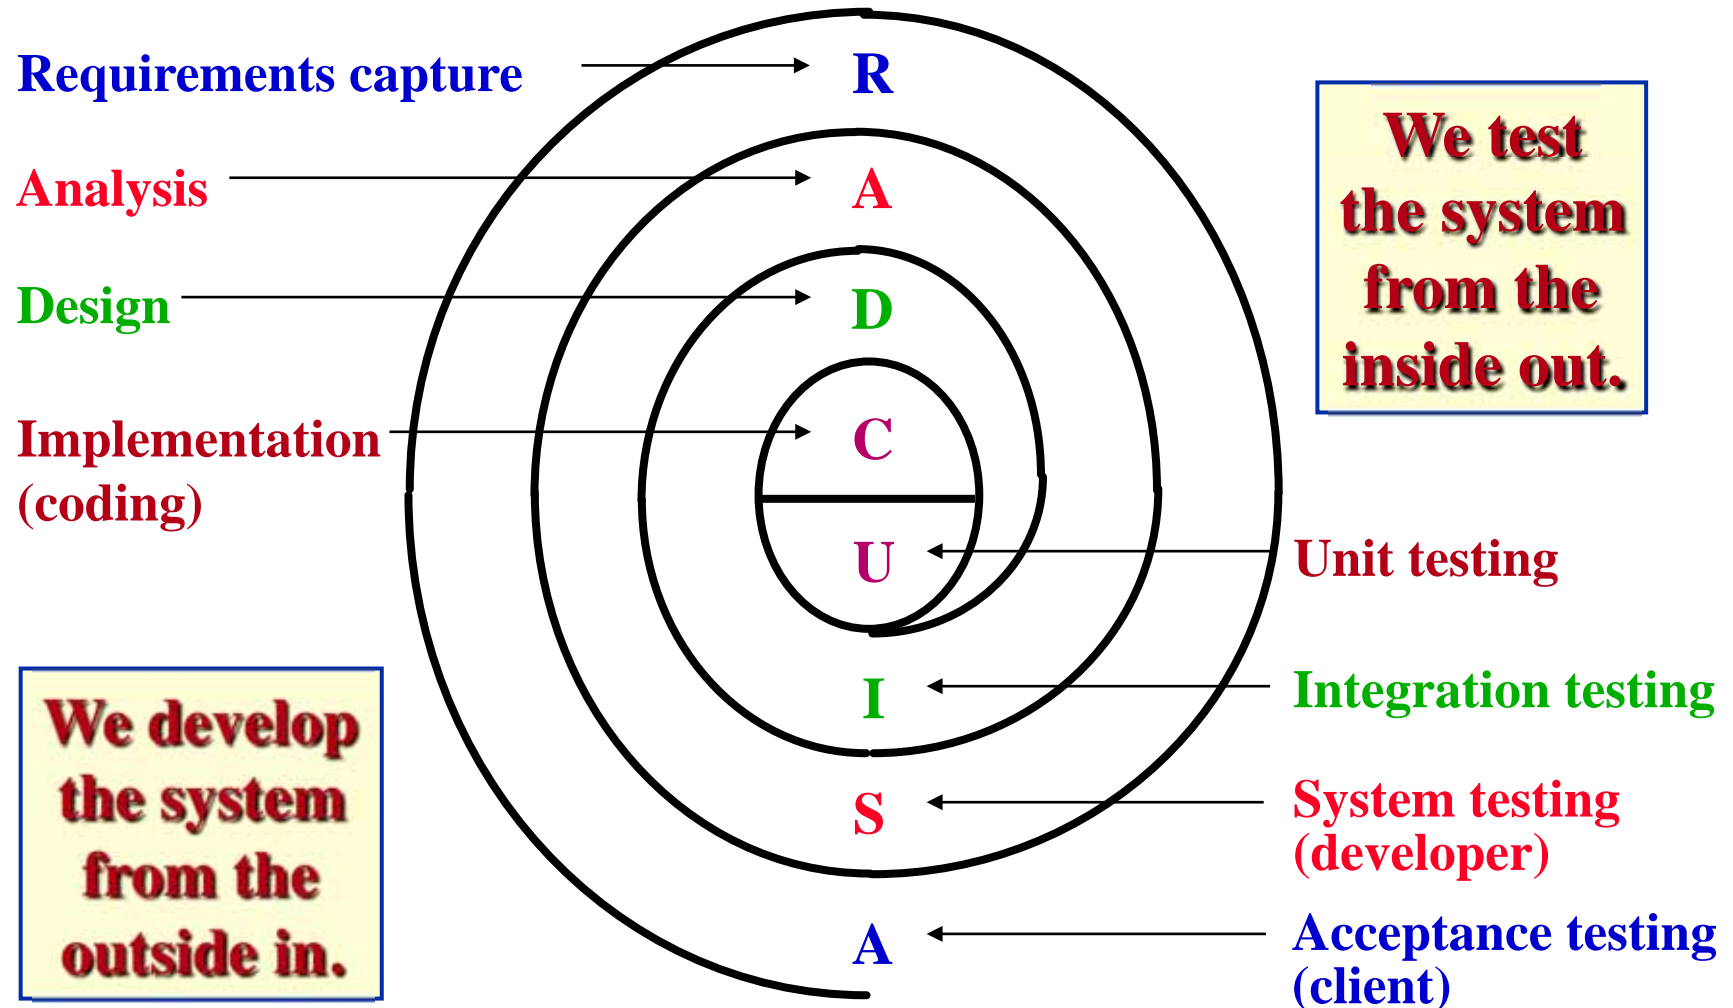 Requirements capture
R
We test
the system
from the
inside out.
Analysis
A
Design
D
Implementation
(coding)
C
U
Unit testing
I
Integration testing
We develop
the system
from the
outside in.
S
System testing
(developer)
A
Acceptance testing
(client)